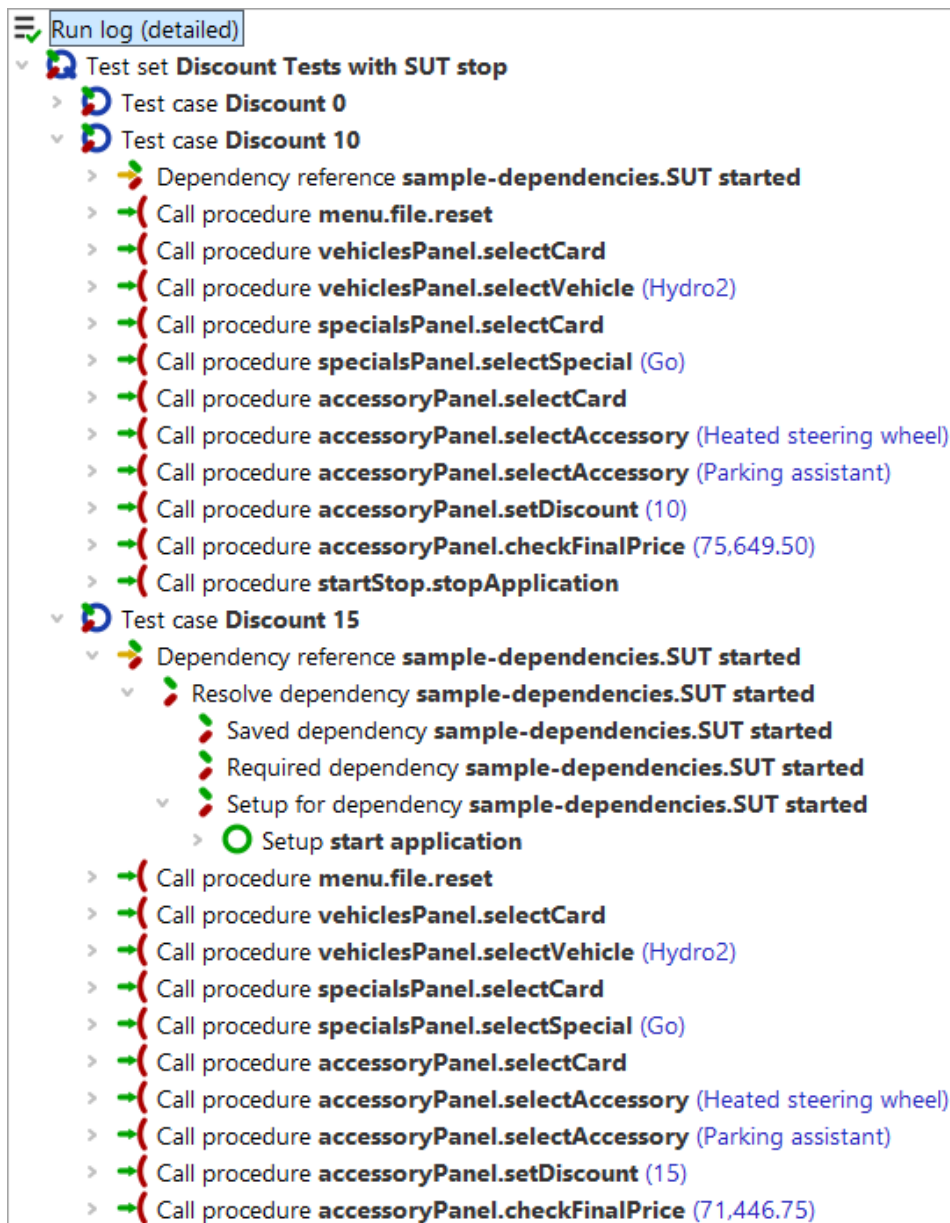 Run log (detailed)
Test set Discount Tests with SUT stop
Test case Discount 0
Test case Discount 10
Dependency reference sample-dependencies.SUT started
Call procedure menu.file.reset
Call procedure vehiclesPanel.selectCard
Call procedure vehiclesPanel.selectVehicle (Hydro2)
Call procedure specialsPanel.selectCard
Call procedure specialsPanel.selectSpecial (Go)
Call procedure accessoryPanel.selectCard
Call procedure accessoryPanel.selectAccessory (Heated steering wheel)
Call procedure accessoryPanel.selectAccessory (Parking assistant)
Call procedure accessoryPanel.setDiscount (10)
Call procedure accessoryPanel.checkFinalPrice (75,649.50)
Call procedure startStop.stopApplication
Test case Discount 15
Dependency reference sample-dependencies.SUT started
Resolve dependency sample-dependencies.SUT started
Saved dependency sample-dependencies.SUT started
Required dependency sample-dependencies.SUT started
Setup for dependency sample-dependencies.SUT started
Setup start application
Call procedure menu.file.reset
Call procedure vehiclesPanel.selectCard
Call procedure vehiclesPanel.selectVehicle (Hydro2)
Call procedure specialsPanel.selectCard
Call procedure specialsPanel.selectSpecial (Go)
Call procedure accessoryPanel.selectCard
Call procedure accessoryPanel.selectAccessory (Heated steering wheel)
Call procedure accessoryPanel.selectAccessory (Parking assistant)
Call procedure accessoryPanel.setDiscount (15)
Call procedure accessoryPanel.checkFinalPrice (71,446.75)